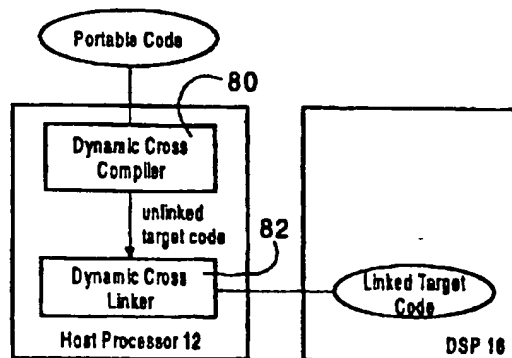 Portable Code
80
Dynamic Cross
Compiler
unlinked
target code
82
Dynamic Cross
Linker
Linked Target
Code
Host Processor 12
DSP 16